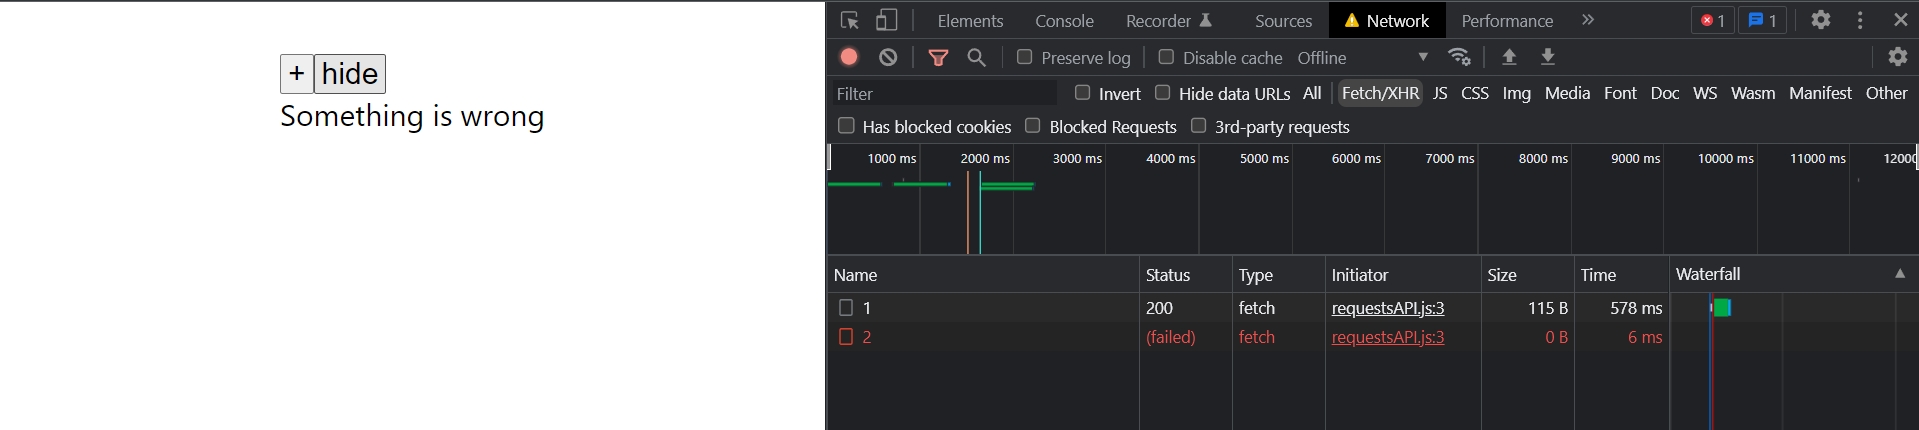 + hide
Something is wrong
Elements Console Recorder Sources Network Performance » 1 1
Preserve log Disable cache Offline
Filter Invert Hide data URLs All Fetch/XHR JS CSS Img Media Font Doc WS Wasm Manifest Other
Has blocked cookies Blocked Requests 3rd-party requests
1000 ms 2000 ms 3000 ms 4000 ms 5000 ms 6000 ms 7000 ms 8000 ms 9000 ms 10000 ms 11000 ms 12000
Name Status Type Initiator Size Time Waterfall
1 200 fetch requestsAPI.js:3 115 B 578 ms
2 (failed) fetch requestsAPI.js:3 0 B 6 ms